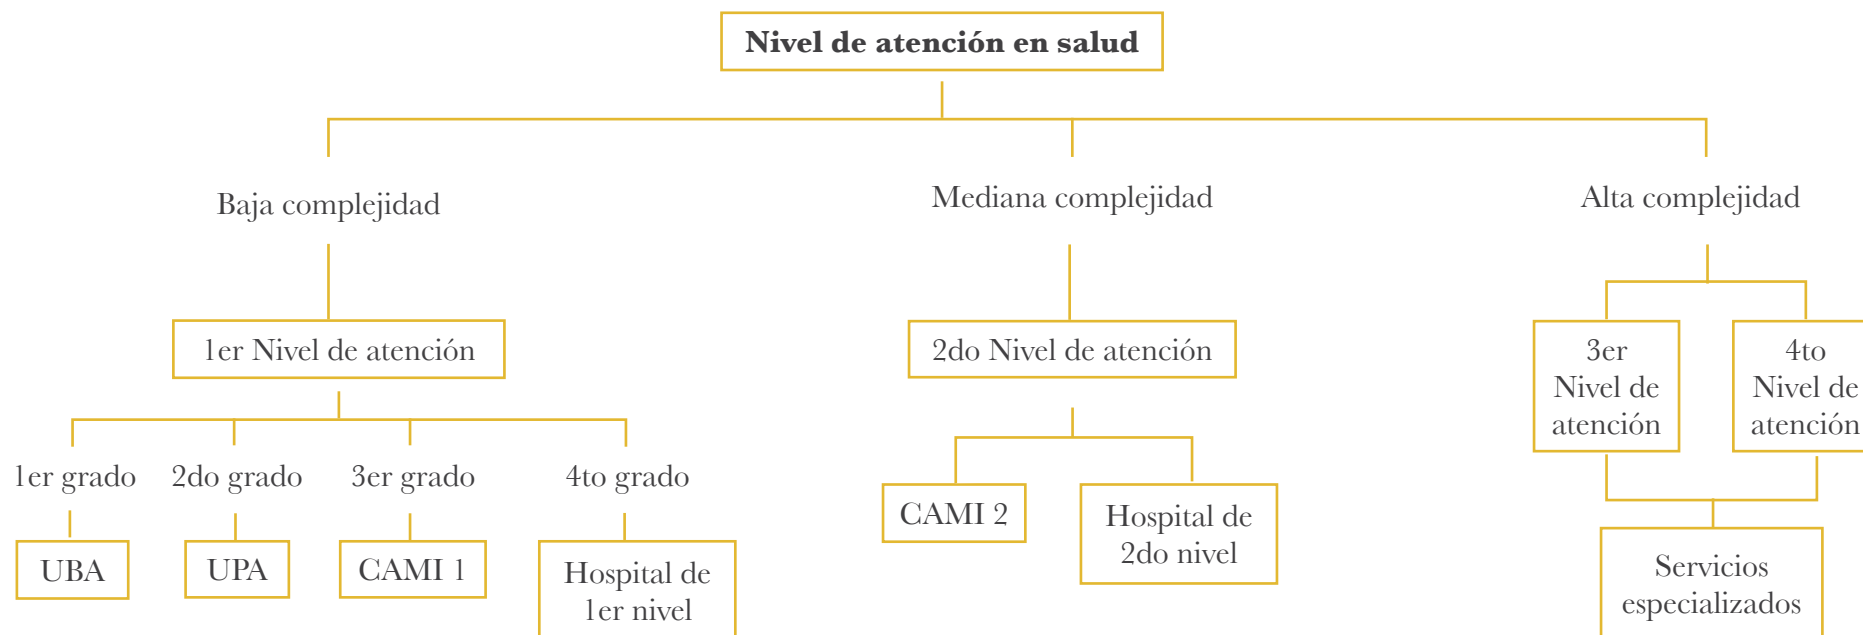 Nivel de atención en salud
Baja complejidad
Mediana complejidad
Alta complejidad
1er Nivel de atención
2do Nivel de atención
3er
Nivel de
atención
4to
Nivel de
atención
1er grado
2do grado
3er grado
4to grado
UBA
UPA
CAMI 1
Hospital de
1er nivel
CAMI 2
Hospital de
2do nivel
Servicios
especializados